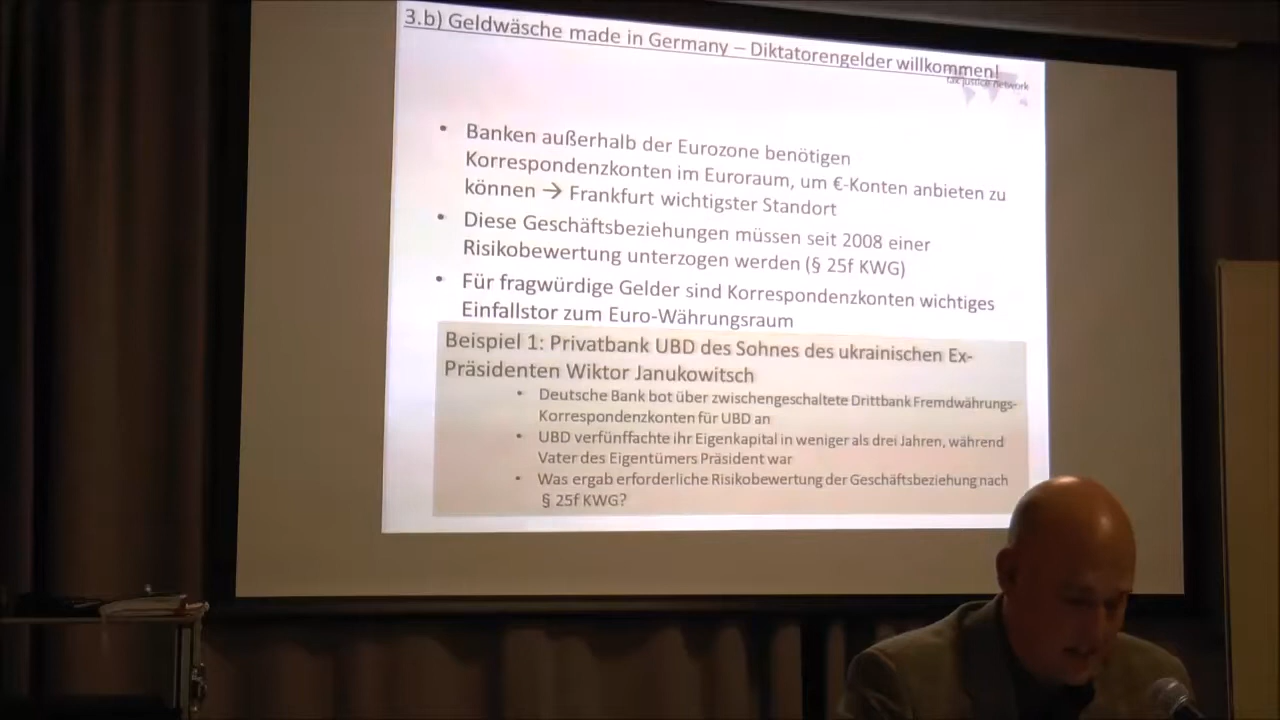 3.b) Geldwäsche made in Germany – Diktatorengelder willkommen!
tax justice network
• Banken außerhalb der Eurozone benötigen
Korrespondenzkonten im Euroraum, um €-Konten anbieten zu
können → Frankfurt wichtigster Standort
• Diese Geschäftsbeziehungen müssen seit 2008 einer
Risikobewertung unterzogen werden (§ 25f KWG)
• Für fragwürdige Gelder sind Korrespondenzkonten wichtiges
Einfallstor zum Euro-Währungsraum
Beispiel 1: Privatbank UBD des Sohnes des ukrainischen Ex-
Präsidenten Wiktor Janukowitsch
• Deutsche Bank bot über zwischengeschaltete Drittbank Fremdwährungs-
Korrespondenzkonten für UBD an
• UBD verfünffachte ihr Eigenkapital in weniger als drei Jahren, während
Vater des Eigentümers Präsident war
• Was ergab erforderliche Risikobewertung der Geschäftsbeziehung nach
§ 25f KWG?